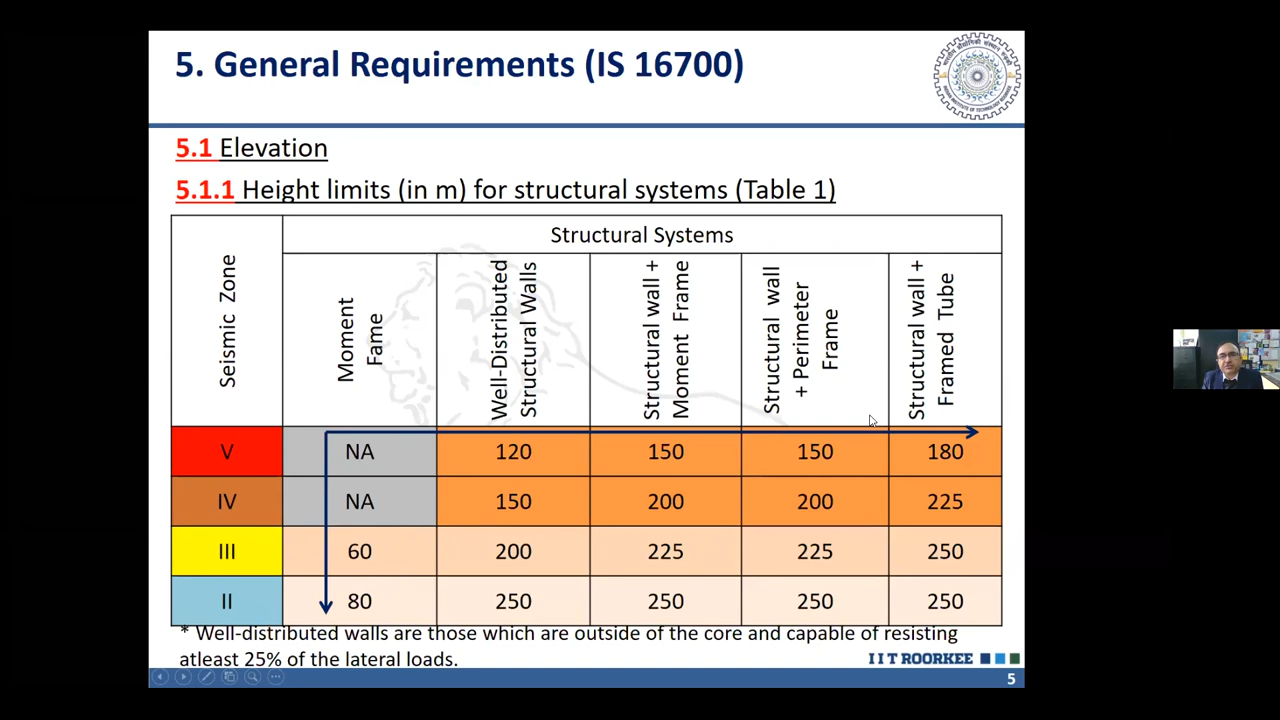 5. General Requirements (IS 16700)
5.1 Elevation
5.1.1 Height limits (in m) for structural systems (Table 1)
Seismic Zone
Structural Systems
Moment
Fame
Well-Distributed
Structural Walls
Structural wall +
Moment Frame
Structural wall
+ Perimeter
Frame
Structural wall +
Framed Tube
V NA 120 150 150 180
IV NA 150 200 200 225
III 60 200 225 225 250
II 80 250 250 250 250
* Well-distributed walls are those which are outside of the core and capable of resisting
atleast 25% of the lateral loads.
IIT ROORKEE
5